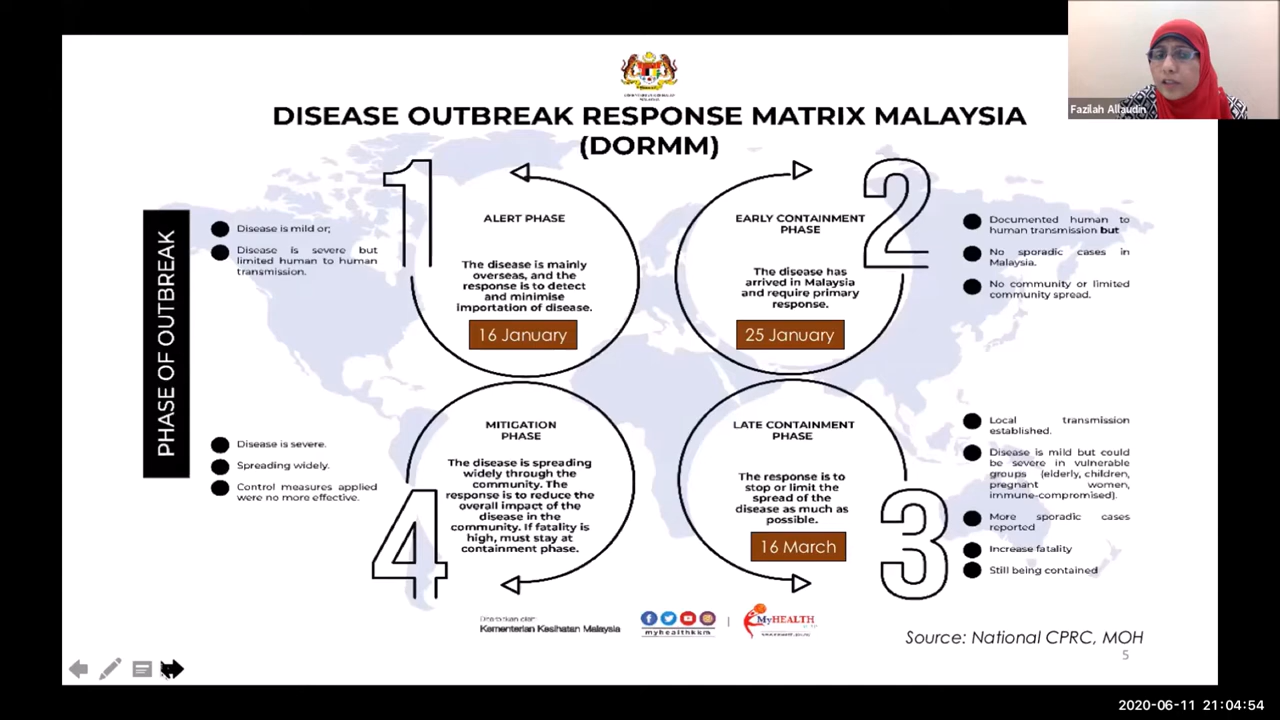 Fazilah Allaudin
DISEASE OUTBREAK RESPONSE MATRIX MALAYSIA
(DORMM)
PHASE OF OUTBREAK
1
ALERT PHASE
Disease is mild or;
Disease is severe but
limited human to human
transmission.
The disease is mainly
overseas, and the
response is to detect
and minimise
importation of disease.
16 January
2
EARLY CONTAINMENT
PHASE
The disease has
arrived in Malaysia
and require primary
response.
25 January
Documented human to
human transmission but
No sporadic cases in
Malaysia.
No community or limited
community spread.
4
MITIGATION
PHASE
Disease is severe.
Spreading widely.
Control measures applied
were no more effective.
The disease is spreading
widely through the
community. The
response is to reduce the
overall impact of the
disease in the
community. If fatality is
high, must stay at
containment phase.
3
LATE CONTAINMENT
PHASE
The response is to
stop or limit the
spread of the
disease as much as
possible.
16 March
Local transmission
established.
Disease is mild but could
be severe in vulnerable
groups (elderly, children,
pregnant women,
immune-compromised).
More sporadic cases
reported
Increase fatality
Still being contained
Kementerian Kesihatan Malaysia
myhealthkkm
MyHEALTH
Source: National CPRC, MOH
5
2020-06-11 21:04:54